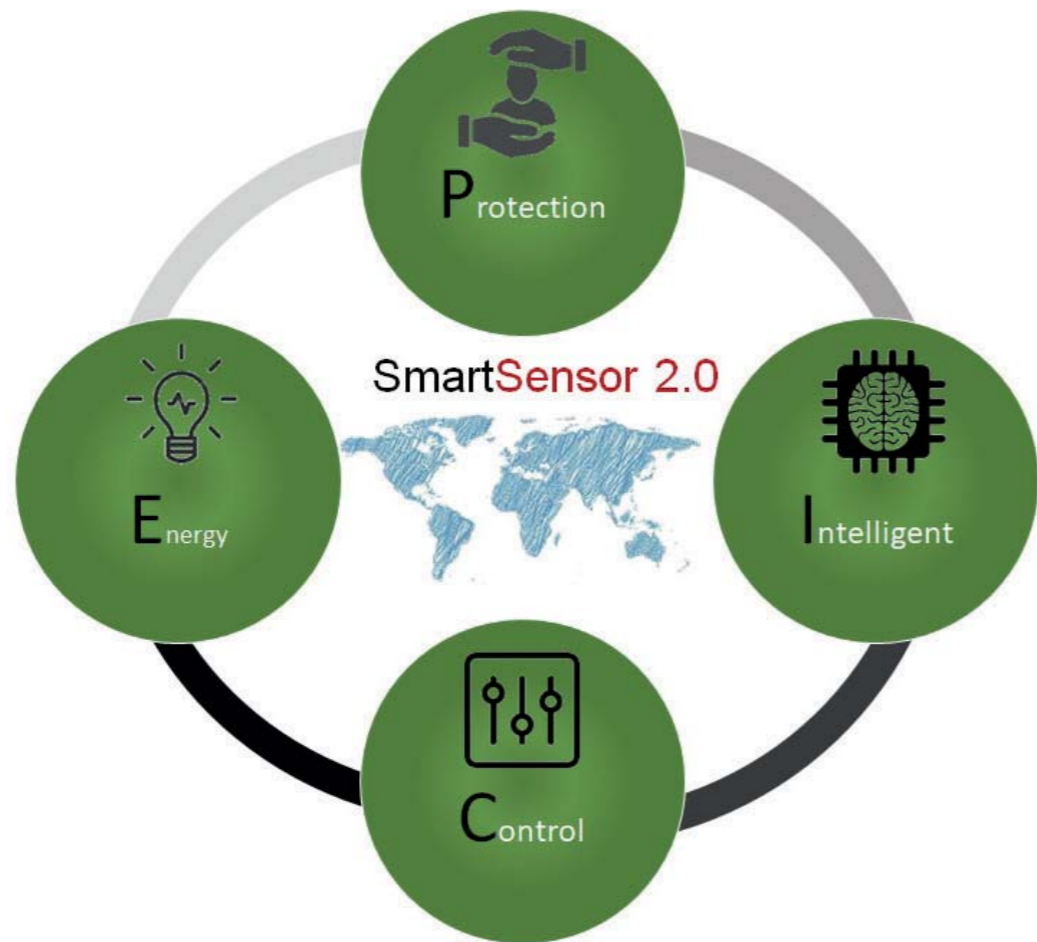 Protection
SmartSensor 2.0
Energy
Intelligent
Control